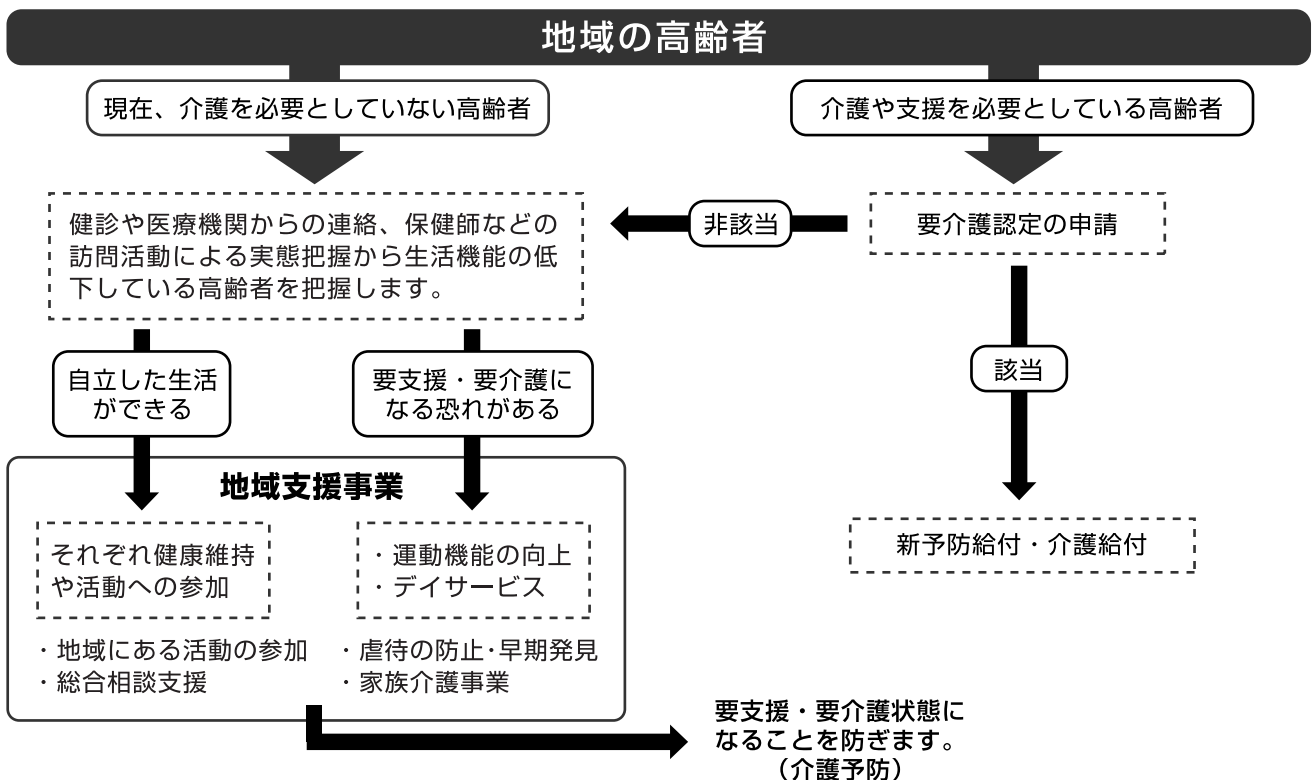 地域の高齢者
現在、介護を必要としていない高齢者
介護や支援を必要としている高齢者
健診や医療機関からの連絡、保健師などの
訪問活動による実態把握から生活機能の低
下している高齢者を把握します。
非該当
要介護認定の申請
自立した生活
ができる
要支援・要介護に
なる恐れがある
該当
地域支援事業
それぞれ健康維持
や活動への参加
・運動機能の向上
・デイサービス
新予防給付・介護給付
・地域にある活動の参加
・総合相談支援
・虐待の防止・早期発見
・家族介護事業
要支援・要介護状態に
なることを防ぎます。
（介護予防）